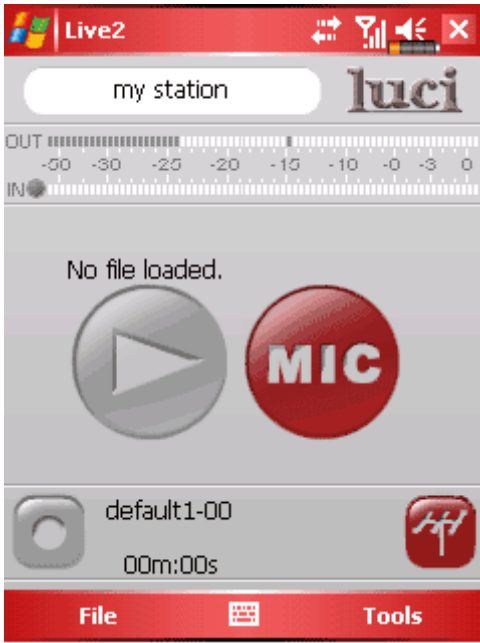 Live2
my station
luci
OUT
-50 -30 -25 -20 -15 -10 -0 -3 0
IN
No file loaded.
MIC
default1-00
00m:00s
File Tools